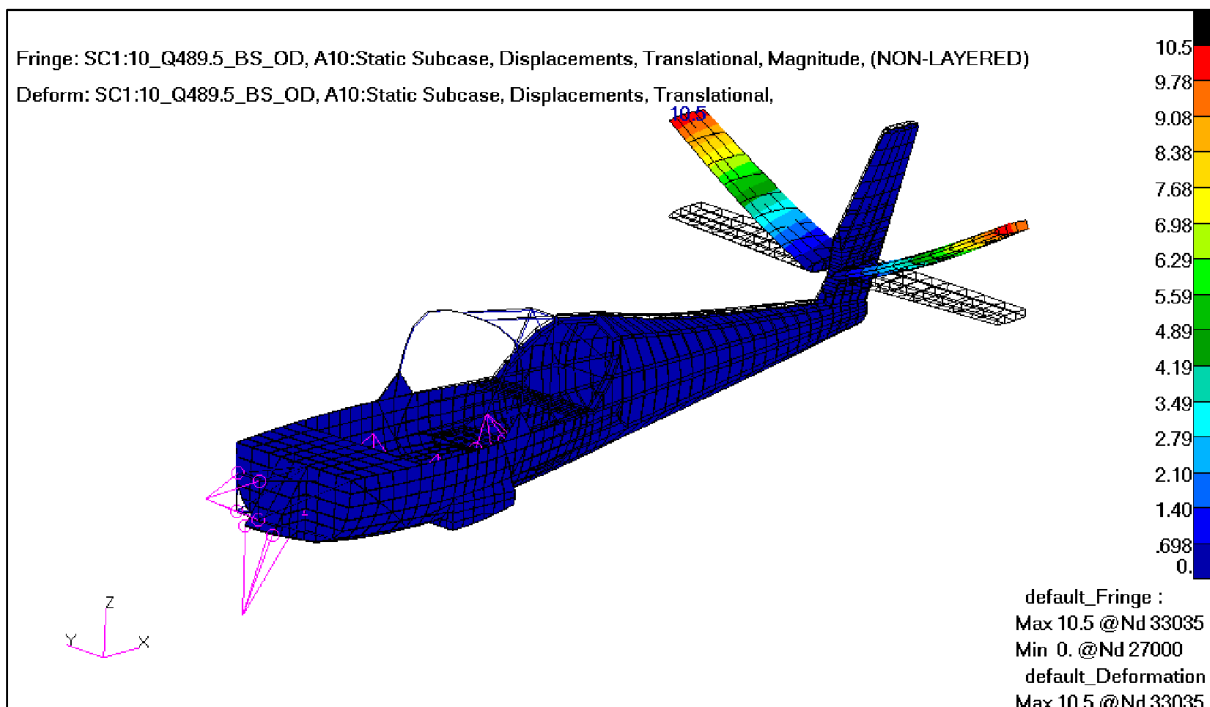 Fringe: SC1:10_Q489.5_BS_OD, A10:Static Subcase, Displacements, Translational, Magnitude, (NON-LAYERED)
Deform: SC1:10_Q489.5_BS_OD, A10:Static Subcase, Displacements, Translational,
10.5
10.5
9.78
9.08
8.38
7.68
6.98
6.29
5.59
4.89
4.19
3.49
2.79
2.10
1.40
.698
0.
Z
Y
X
default_Fringe :
Max 10.5 @Nd 33035
Min 0. @Nd 27000
default_Deformation
Max 10.5 @Nd 33035